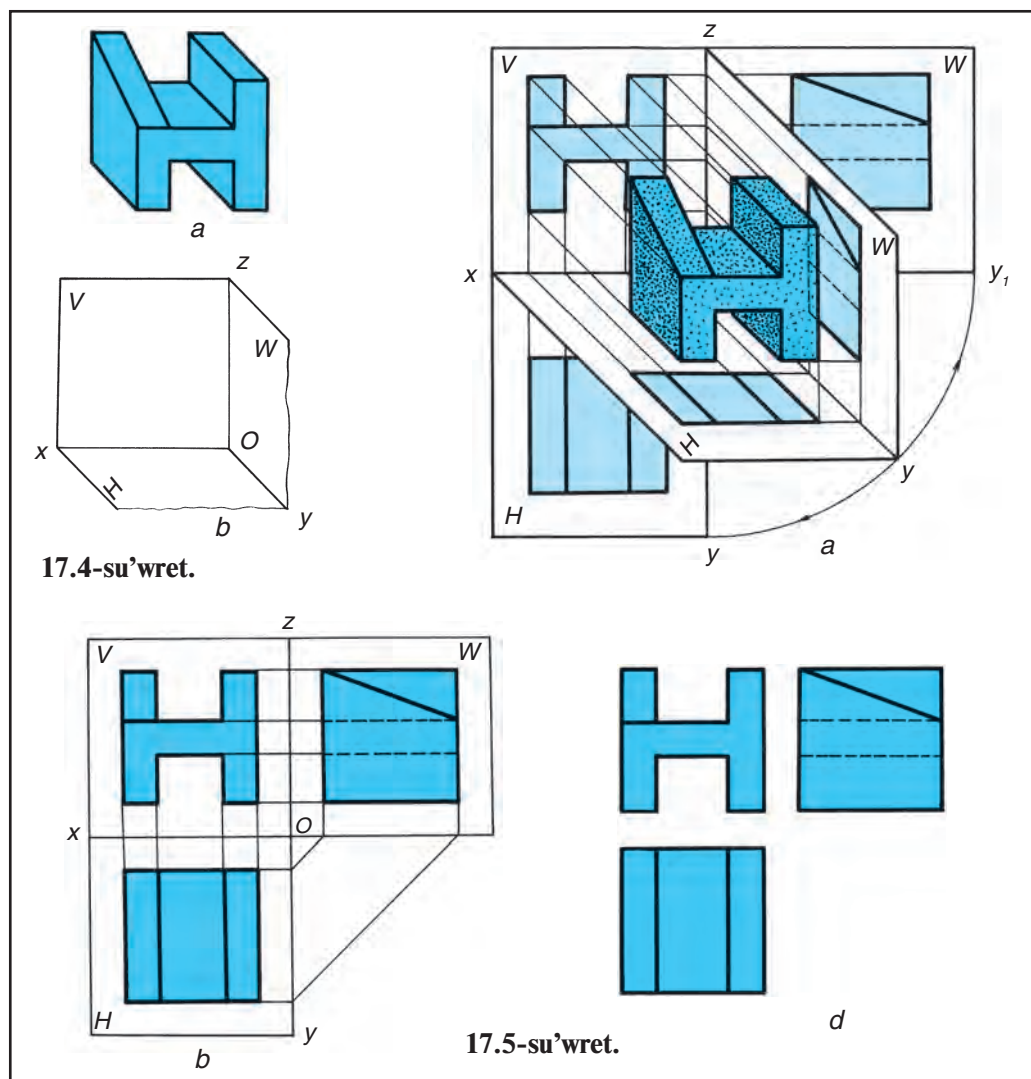 a
z
V
W
x
O
H
b
y
17.4-su'wret.
z
V
W
W
x
y₁
H
y
H
y
a
z
V
W
x
O
H
y
b
d
17.5-su'wret.